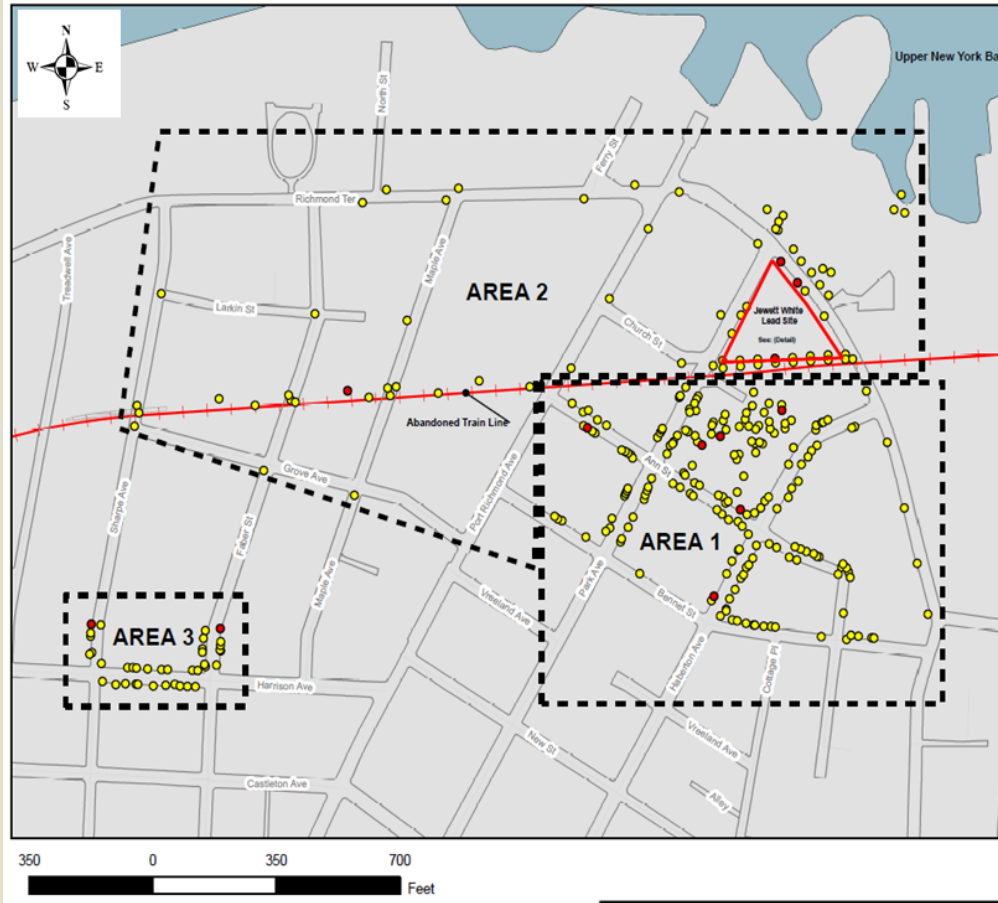 N
W E
S
Upper New York Ba
North St
Ferry St
Richmond Ter
Treadwell Ave
Maple Ave
AREA 2
Larkin St
Church St
Jewett White
Lead Site
See: (Detail)
Abandoned Train Line
Grove Ave
Port Richmond Ave
Ann St
Sharpe Ave
Faber St
Maple Ave
AREA 1
Park Ave
Vreeland Ave
Bennet St
AREA 3
Haberton Ave
Cottage Pl
Harrison Ave
Vreeland Ave
New St
Castleton Ave
Alley
350 0 350 700
Feet